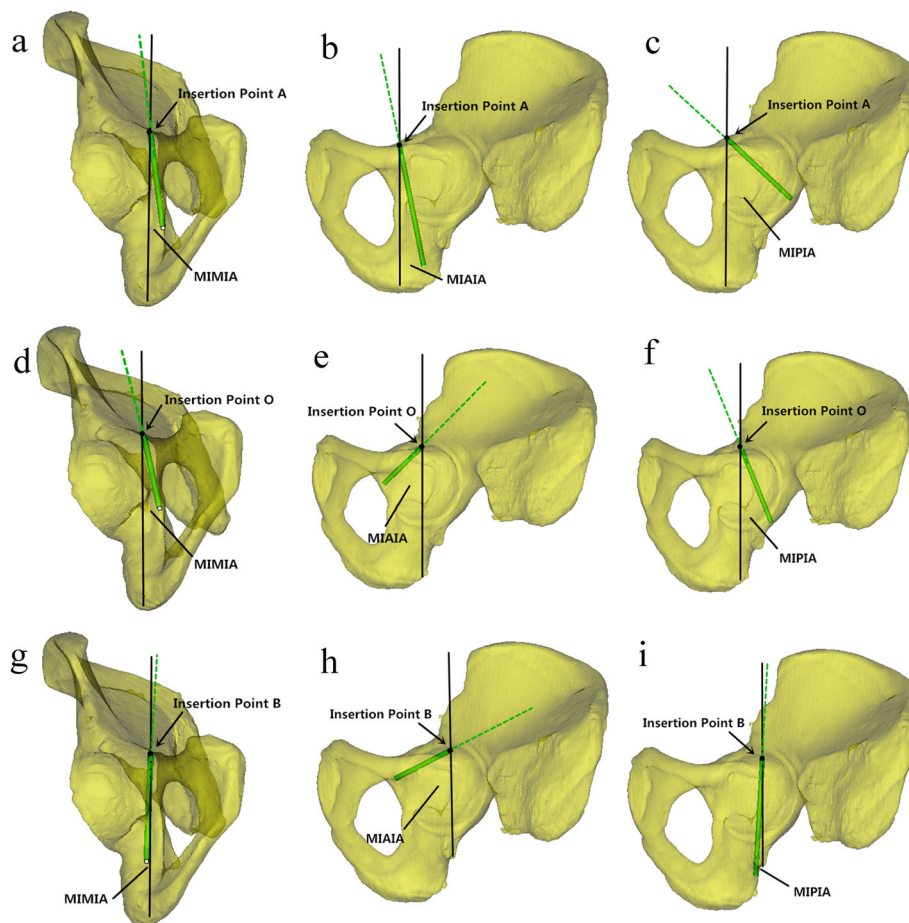 a
b
c
Insertion Point A
Insertion Point A
Insertion Point A
MIMIA
MIAIA
MIPIA
d
e
f
Insertion Point O
Insertion Point O
Insertion Point O
MIMIA
MIAIA
MIPIA
g
h
i
Insertion Point B
Insertion Point B
Insertion Point B
MIMIA
MIAIA
MIPIA